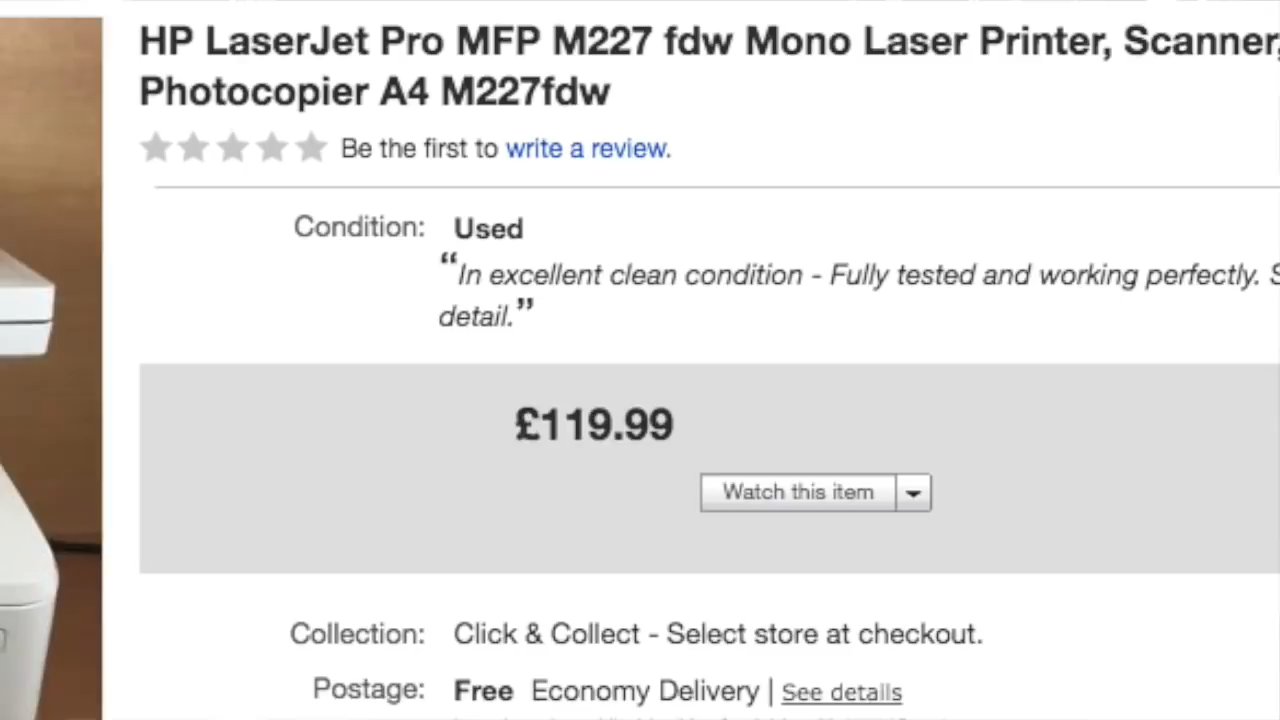 HP LaserJet Pro MFP M227 fdw Mono Laser Printer, Scanner,
Photocopier A4 M227fdw
Be the first to write a review.
Condition: Used
“In excellent clean condition - Fully tested and working perfectly. S
detail.”
£119.99
Watch this item
Collection: Click & Collect - Select store at checkout.
Postage: Free Economy Delivery | See details